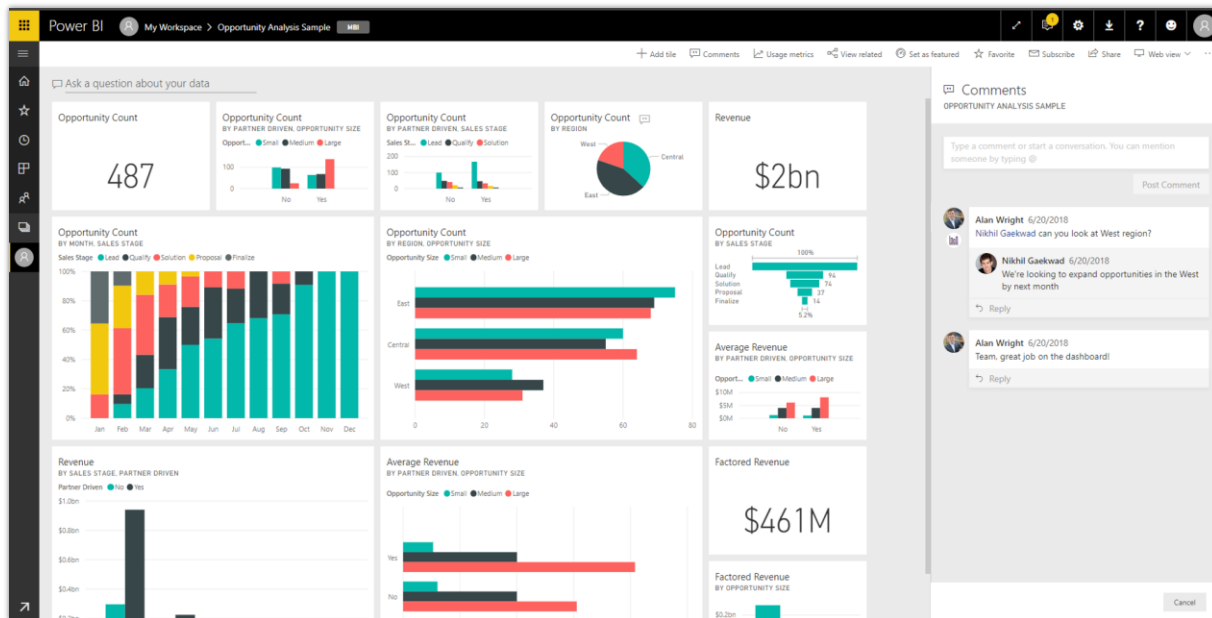 Power BI My Workspace > Opportunity Analysis Sample MBI
1
?
Add tile Comments Usage metrics View related Set as featured Favorite Subscribe Share Web view ...
Ask a question about your data
Opportunity Count
487
Opportunity Count
BY PARTNER DRIVEN, OPPORTUNITY SIZE
Opport... Small Medium Large
100
0
No Yes
Opportunity Count
BY PARTNER DRIVEN, SALES STAGE
Sales St... Lead Qualify Solution
200
100
0
No Yes
Opportunity Count
BY REGION
West
Central
East
Revenue
$2bn
Opportunity Count
BY MONTH, SALES STAGE
Sales Stage Lead Qualify Solution Proposal Finalize
100%
80%
60%
40%
20%
0%
Jan Feb Mar Apr May Jun Jul Aug Sep Oct Nov Dec
Opportunity Count
BY REGION, OPPORTUNITY SIZE
Opportunity Size Small Medium Large
East
Central
West
0 20 40 60 80
Opportunity Count
BY SALES STAGE
100%
Lead
Qualify 94
Solution 74
Proposal 37
Finalize 14
5.2%
Average Revenue
BY PARTNER DRIVEN, OPPORTUNITY SIZE
Opport... Small Medium Large
$10M
$5M
$0M
No Yes
Revenue
BY SALES STAGE, PARTNER DRIVEN
Partner Driven No Yes
$1.0bn
$0.8bn
$0.6bn
$0.4bn
Average Revenue
BY PARTNER DRIVEN, OPPORTUNITY SIZE
Opportunity Size Small Medium Large
Yes
No
Factored Revenue
$461M
Factored Revenue
BY OPPORTUNITY SIZE
$0.2bn
Comments
OPPORTUNITY ANALYSIS SAMPLE
Type a comment or start a conversation. You can mention
someone by typing @
Post Comment
Alan Wright 6/20/2018
Nikhil Gaekwad can you look at West region?
Nikhil Gaekwad 6/20/2018
We're looking to expand opportunities in the West
by next month
Reply
Alan Wright 6/20/2018
Team, great job on the dashboard!
Reply
Cancel